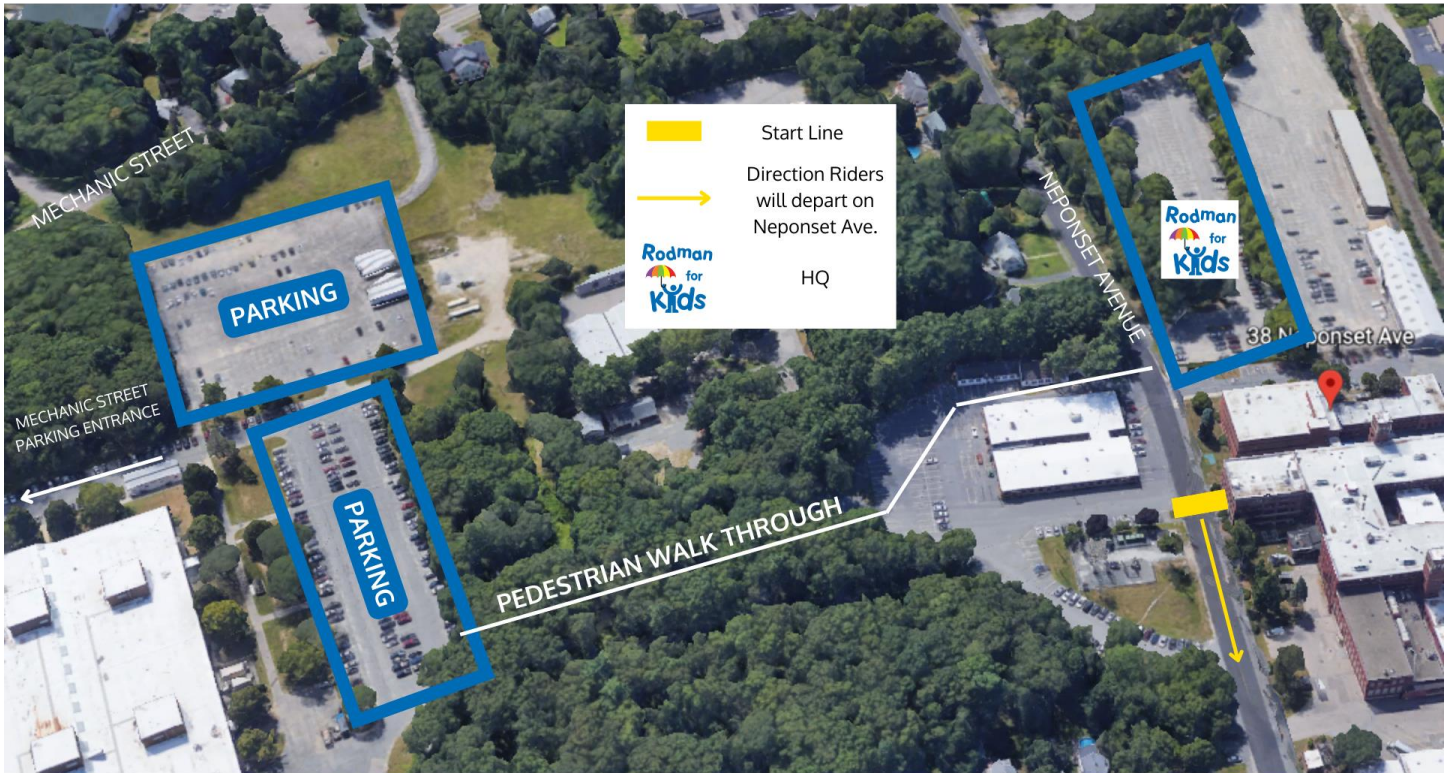 MECHANIC STREET
PARKING
MECHANIC STREET
PARKING ENTRANCE
PARKING
PEDESTRIAN WALK THROUGH
Start Line
Direction Riders
will depart on
Neponset Ave.
Rodman
for
Kids
HQ
NEPONSET AVENUE
Rodman
for
Kids
38 Neponset Ave